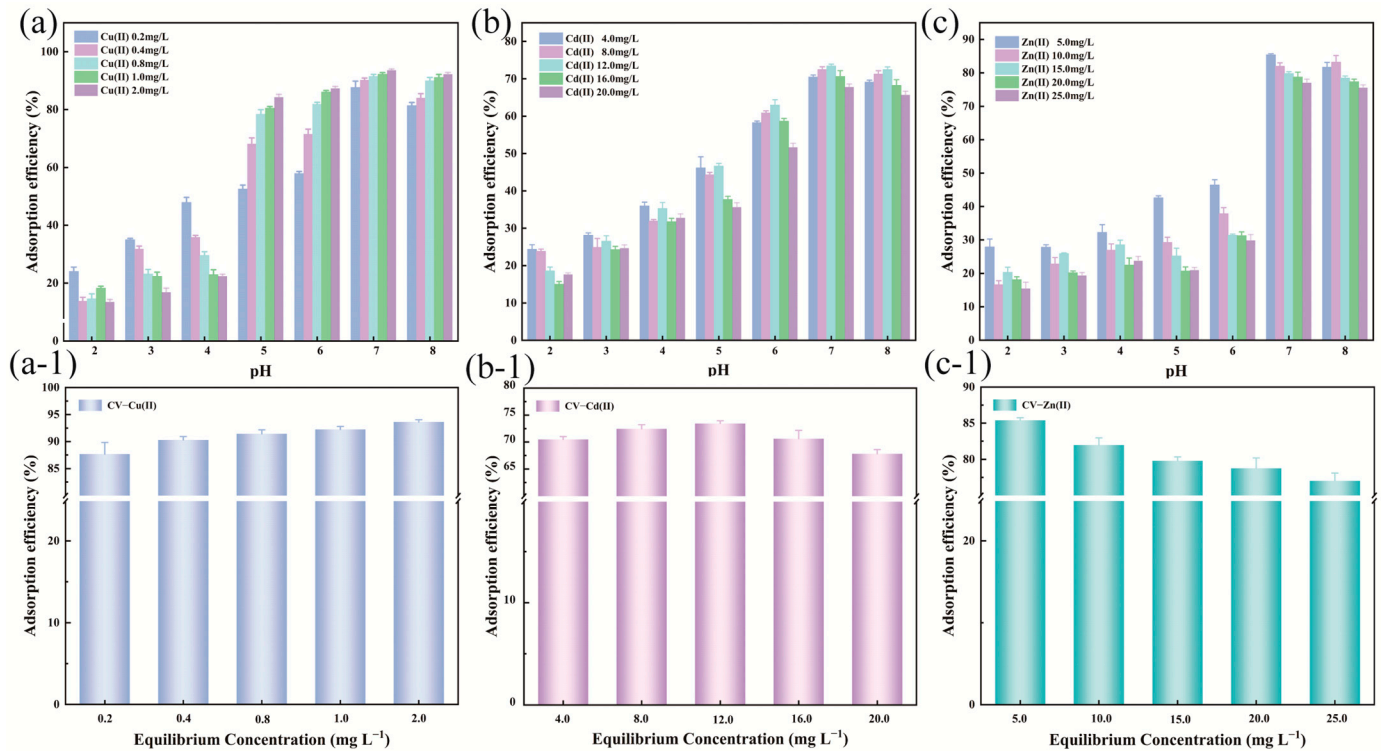 (a)
Cu(II) 0.2mg/L
Cu(II) 0.4mg/L
Cu(II) 0.8mg/L
Cu(II) 1.0mg/L
Cu(II) 2.0mg/L
Adsorption efficiency (%)
100
80
60
40
20
0
2 3 4 5 6 7 8
pH
(b)
Cd(II) 4.0mg/L
Cd(II) 8.0mg/L
Cd(II) 12.0mg/L
Cd(II) 16.0mg/L
Cd(II) 20.0mg/L
Adsorption efficiency (%)
80
70
60
50
40
30
20
10
0
2 3 4 5 6 7 8
pH
(c)
Zn(II) 5.0mg/L
Zn(II) 10.0mg/L
Zn(II) 15.0mg/L
Zn(II) 20.0mg/L
Zn(II) 25.0mg/L
Adsorption efficiency (%)
90
80
70
60
50
40
30
20
10
0
2 3 4 5 6 7 8
pH
(a-1)
CV−Cu(II)
Adsorption efficiency (%)
100
95
90
85
20
10
0
0.2 0.4 0.8 1.0 2.0
Equilibrium Concentration (mg L⁻¹)
(b-1)
CV−Cd(II)
Adsorption efficiency (%)
80
75
70
65
10
0
4.0 8.0 12.0 16.0 20.0
Equilibrium Concentration (mg L⁻¹)
(c-1)
CV−Zn(II)
Adsorption efficiency (%)
90
85
80
20
0
5.0 10.0 15.0 20.0 25.0
Equilibrium Concentration (mg L⁻¹)